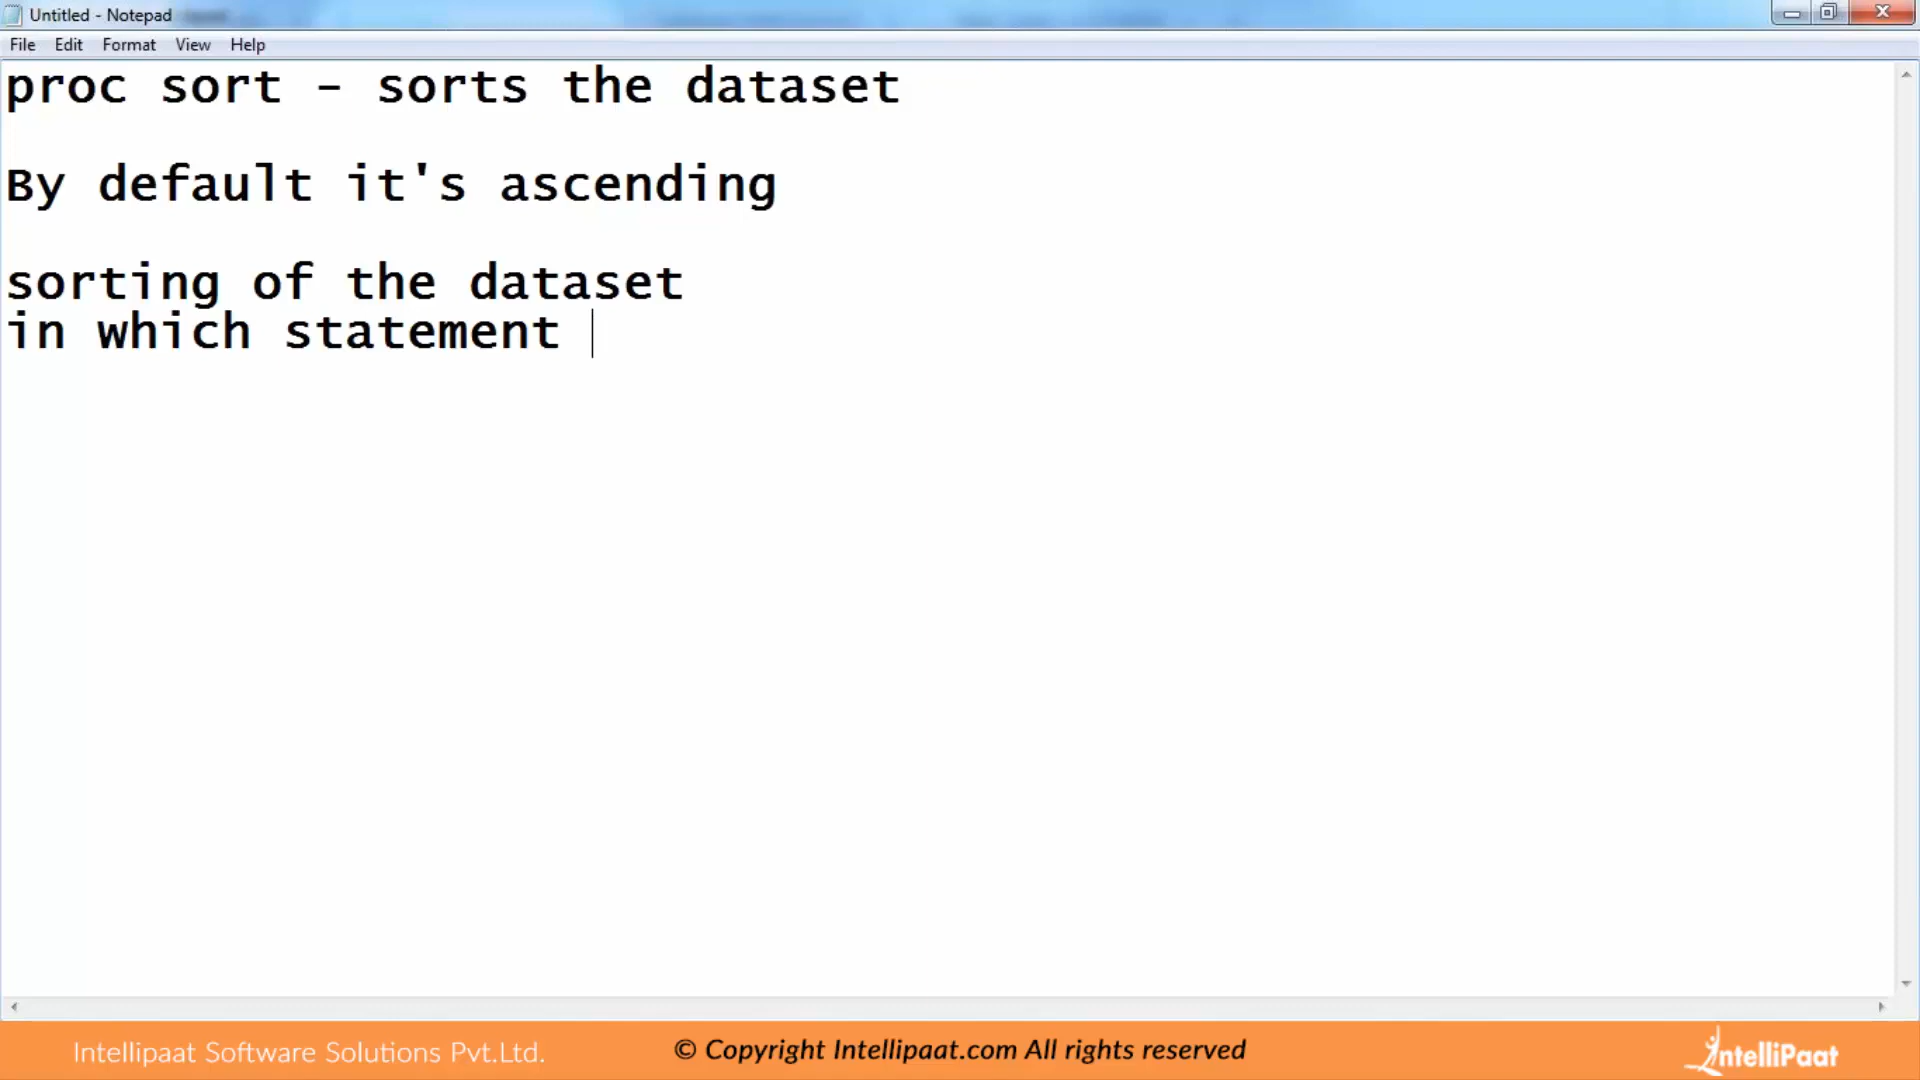 Untitled - Notepad
File Edit Format View Help
proc sort - sorts the dataset
By default it's ascending
sorting of the dataset
in which statement
Intellipaat Software Solutions Pvt.Ltd.
© Copyright Intellipaat.com All rights reserved
IntelliPaat